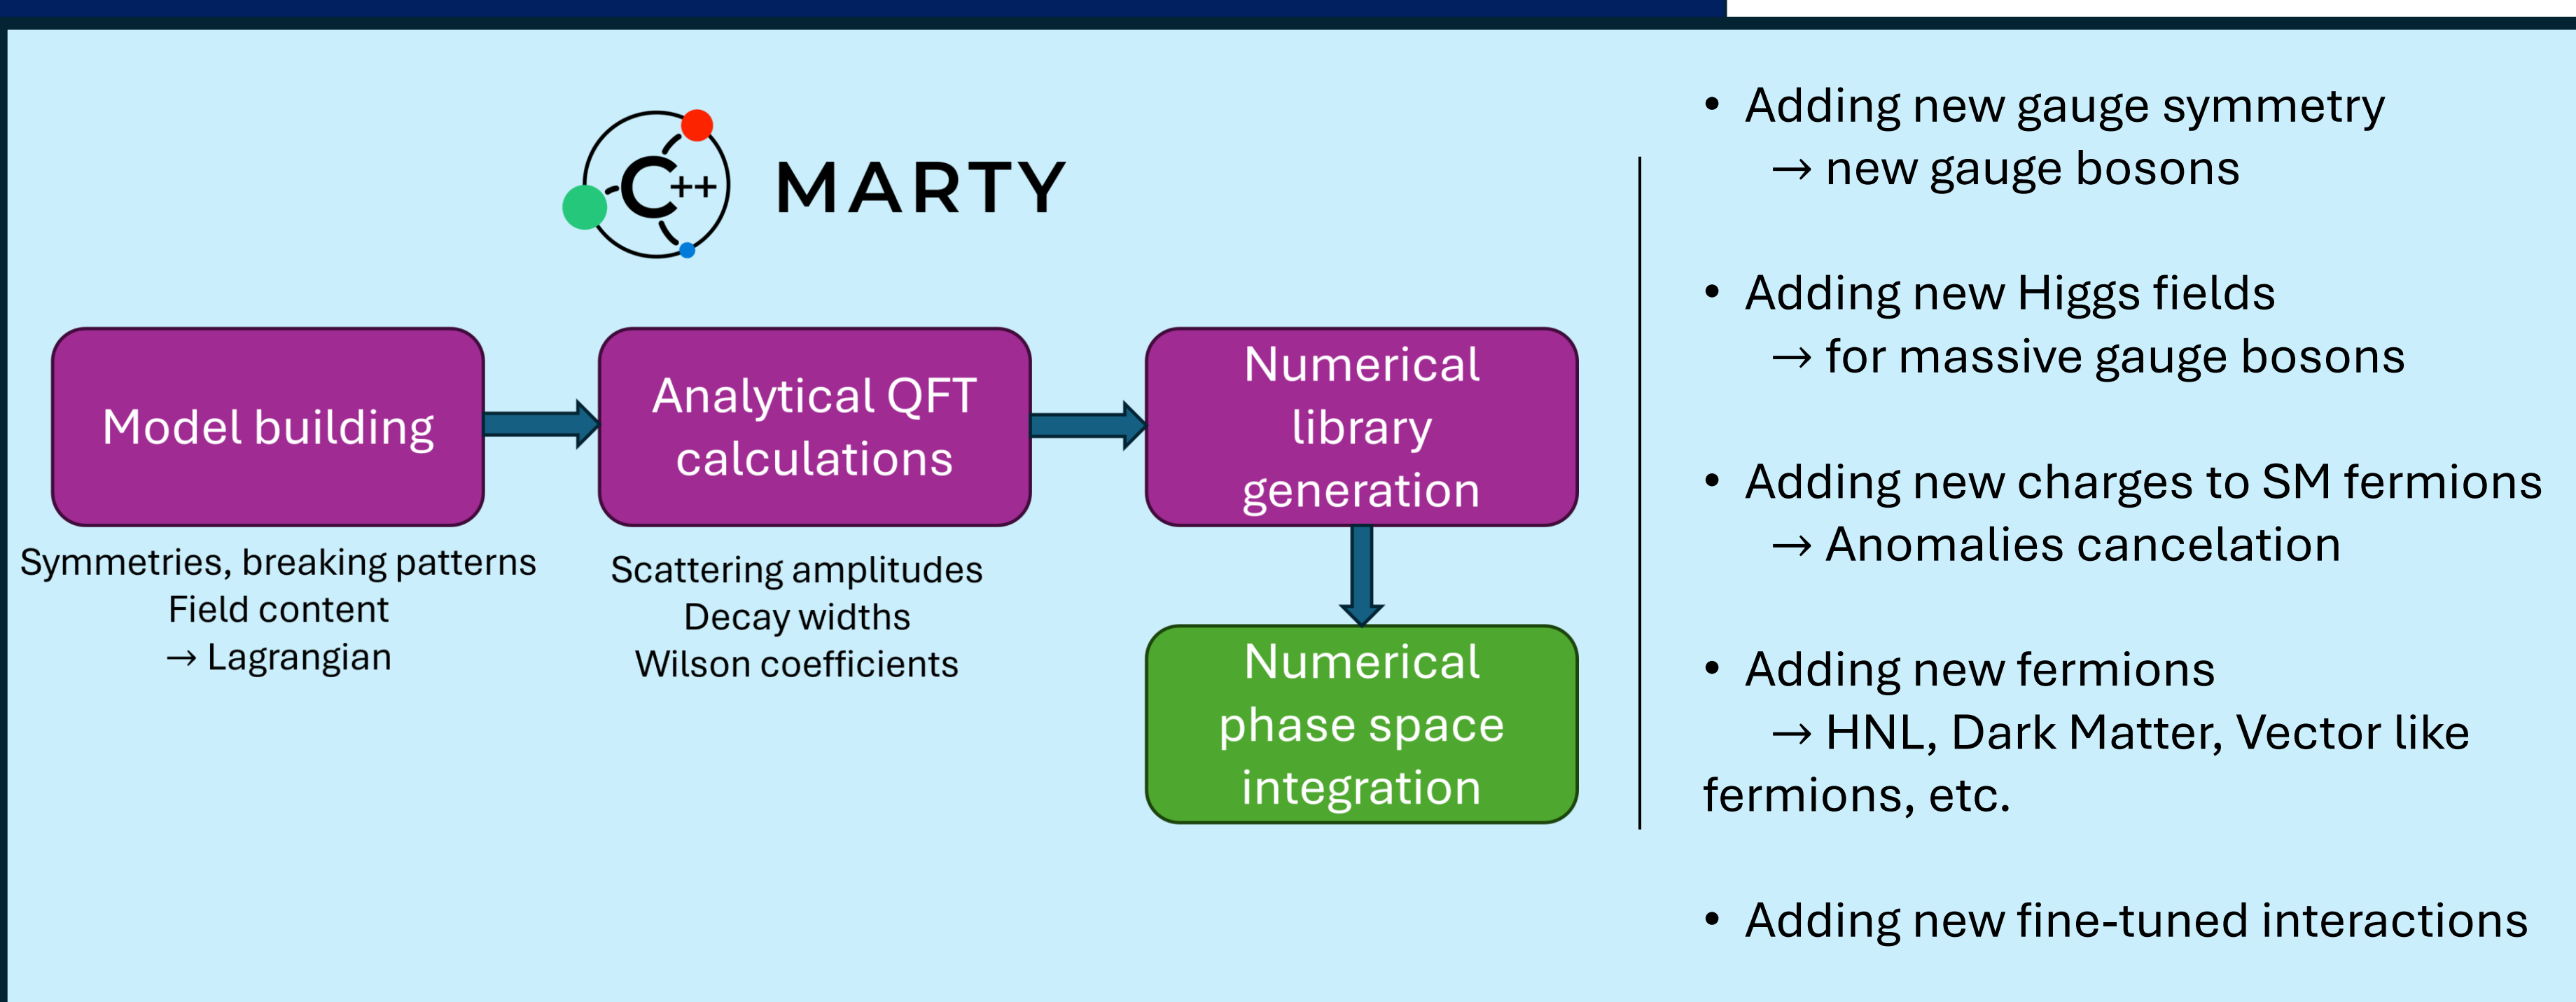 C++ MARTY
Model building
Symmetries, breaking patterns
Field content
→ Lagrangian
Analytical QFT
calculations
Scattering amplitudes
Decay widths
Wilson coefficients
Numerical
library
generation
Numerical
phase space
integration
• Adding new gauge symmetry
→ new gauge bosons
• Adding new Higgs fields
→ for massive gauge bosons
• Adding new charges to SM fermions
→ Anomalies cancelation
• Adding new fermions
→ HNL, Dark Matter, Vector like
fermions, etc.
• Adding new fine-tuned interactions